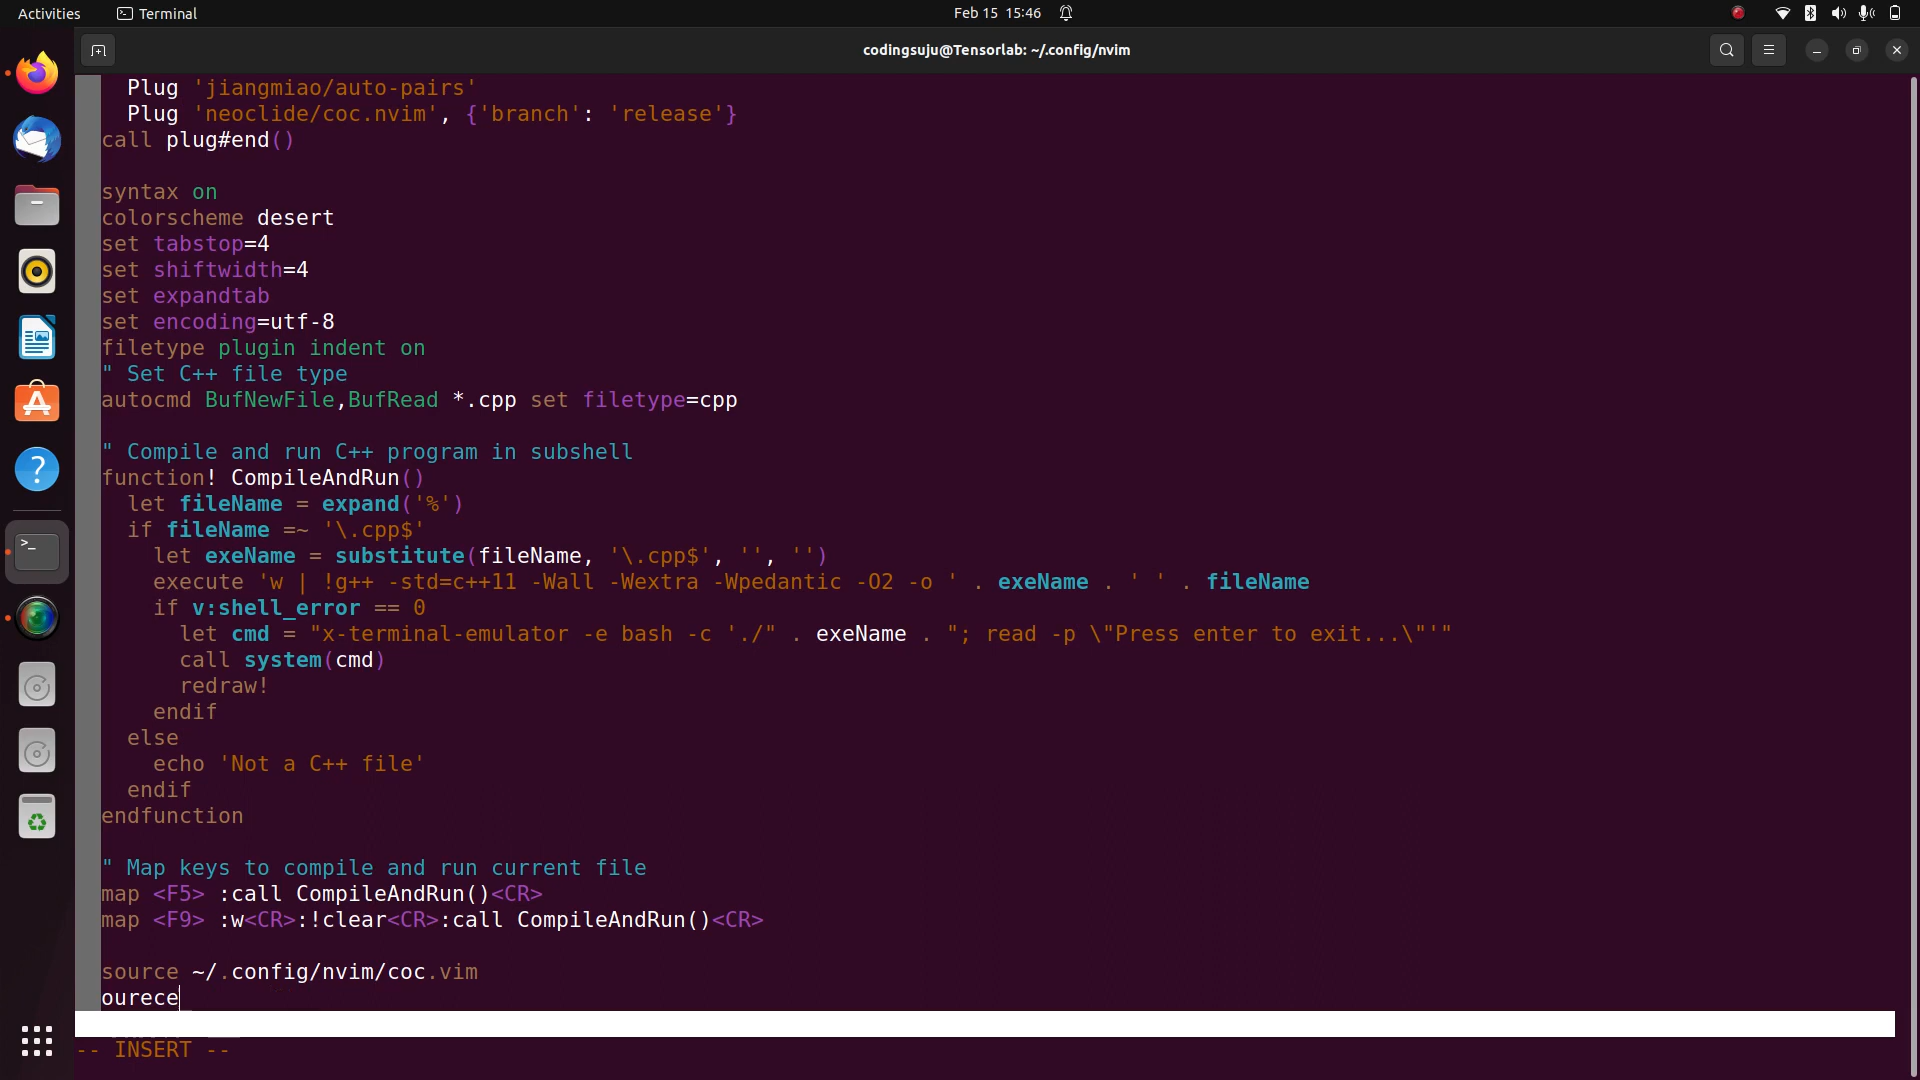 Activities
Terminal
Feb 15 15:46
codingsuju@Tensorlab: ~/.config/nvim
  Plug 'jiangmiao/auto-pairs'
  Plug 'neoclide/coc.nvim', {'branch': 'release'}
call plug#end()
syntax on
colorscheme desert
set tabstop=4
set shiftwidth=4
set expandtab
set encoding=utf-8
filetype plugin indent on
" Set C++ file type
autocmd BufNewFile,BufRead *.cpp set filetype=cpp
" Compile and run C++ program in subshell
function! CompileAndRun()
  let fileName = expand('%')
  if fileName =~ '\.cpp$'
    let exeName = substitute(fileName, '\.cpp$', '', '')
    execute 'w | !g++ -std=c++11 -Wall -Wextra -Wpedantic -O2 -o ' . exeName . ' ' . fileName
    if v:shell_error == 0
      let cmd = "x-terminal-emulator -e bash -c './" . exeName . "; read -p \"Press enter to exit...\"'"
      call system(cmd)
      redraw!
    endif
  else
    echo 'Not a C++ file'
  endif
endfunction
" Map keys to compile and run current file
map <F5> :call CompileAndRun()<CR>
map <F9> :w<CR>:!clear<CR>:call CompileAndRun()<CR>
source ~/.config/nvim/coc.vim
ourece
-- INSERT --